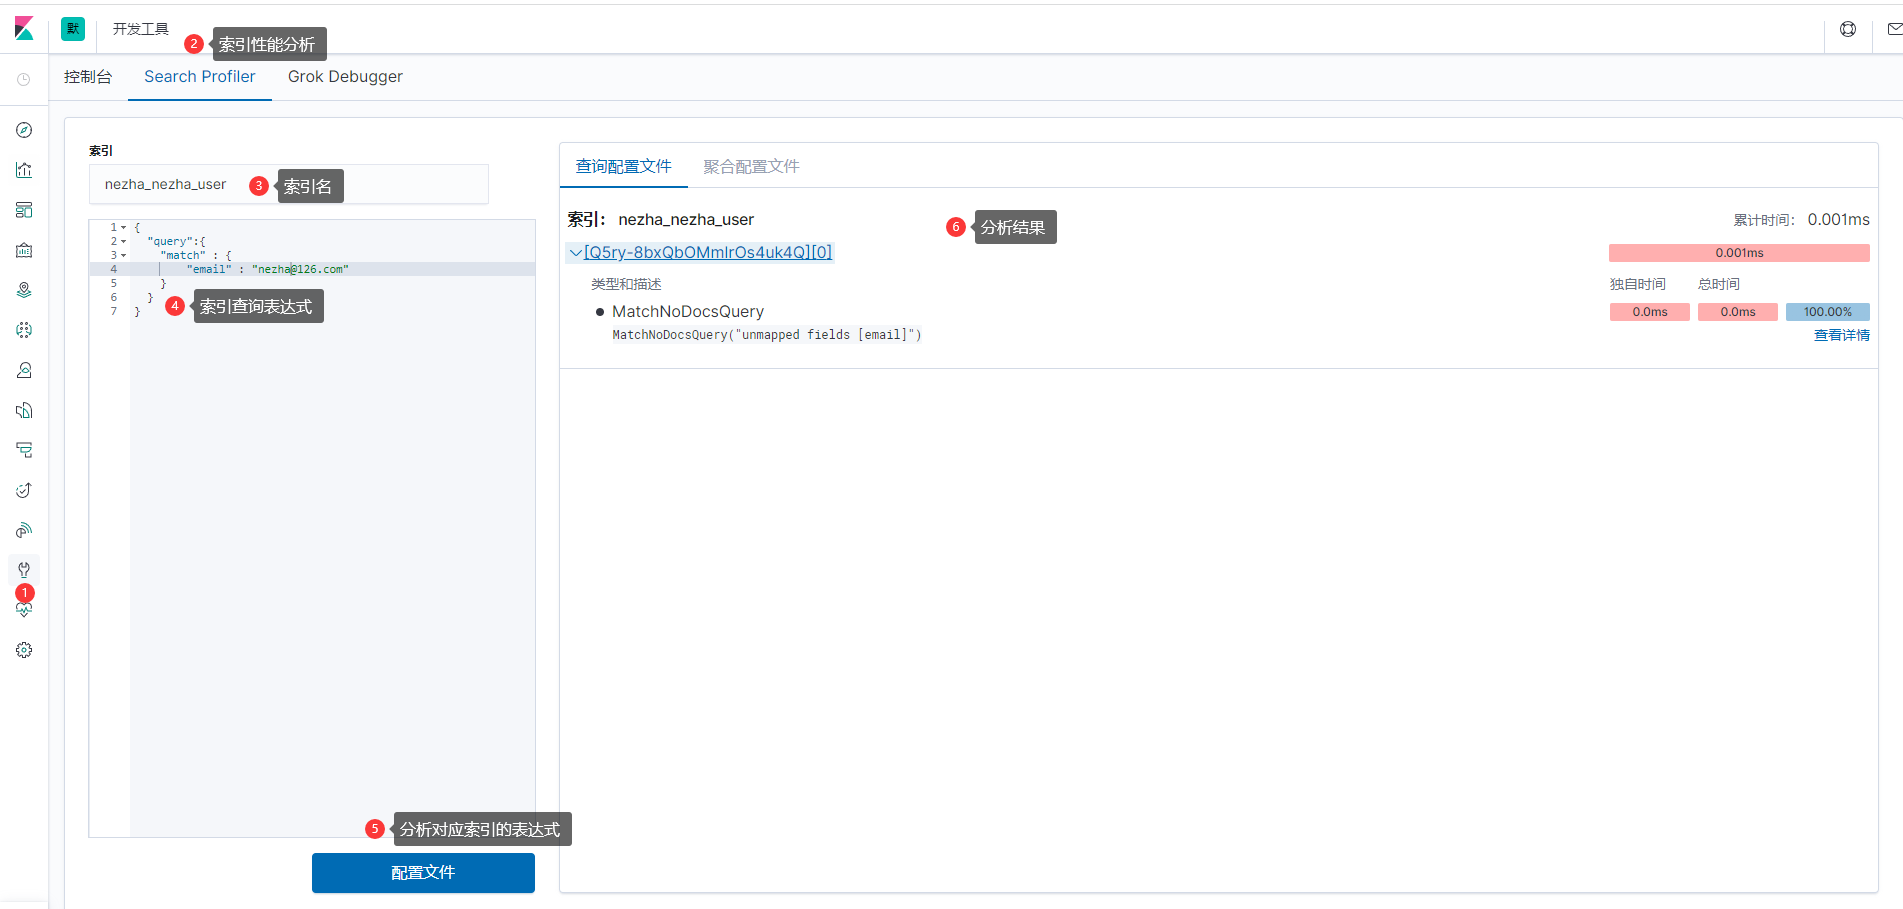 默 开发工具
2 索引性能分析
控制台 Search Profiler Grok Debugger
索引
nezha_nezha_user 3 索引名
1 {
2 "query":{
3 "match" : {
4 "email" : "nezha@126.com"
5 }
6 }
7 }
4 索引查询表达式
5 分析对应索引的表达式
配置文件
1
查询配置文件 聚合配置文件
索引： nezha_nezha_user
6 分析结果
累计时间： 0.001ms
[Q5ry-8bxQbOMmlrOs4uk4Q][0] 0.001ms
类型和描述 独自时间 总时间
MatchNoDocsQuery 0.0ms 0.0ms 100.00%
MatchNoDocsQuery("unmapped fields [email]") 查看详情